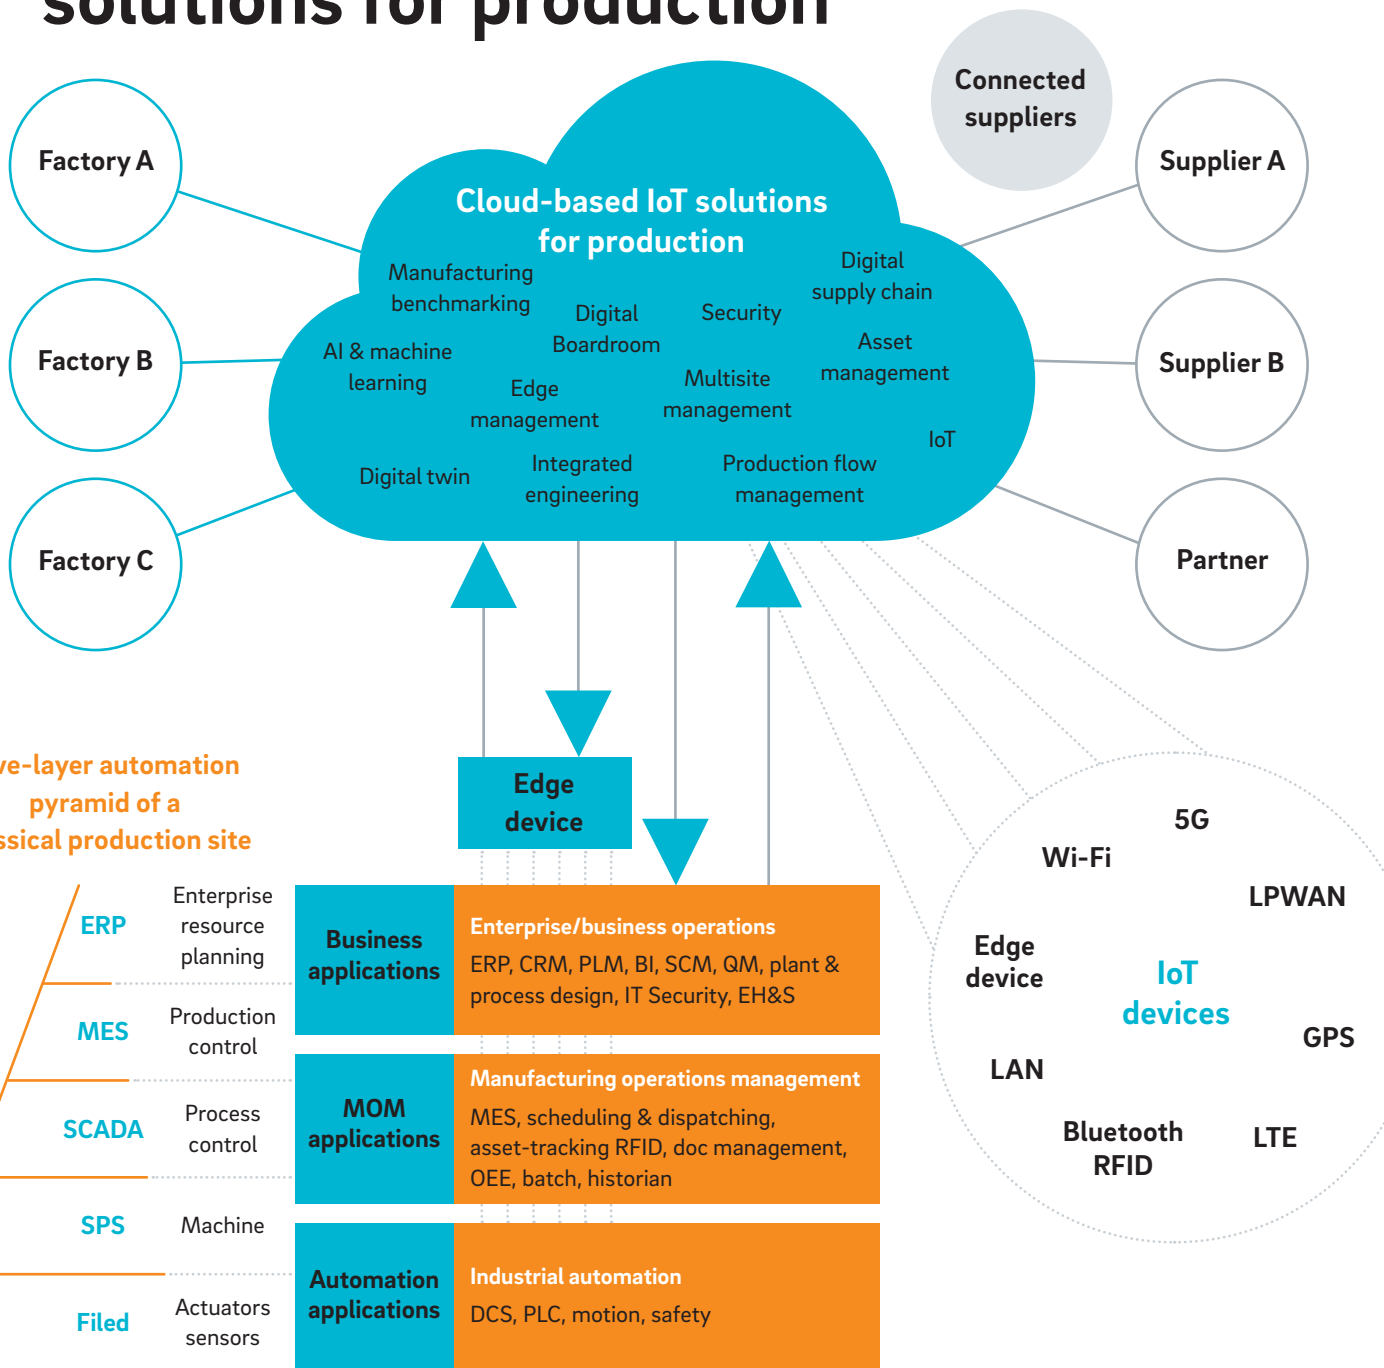 solutions for production
Connected
suppliers
Factory A
Factory B
Factory C
Cloud-based IoT solutions
for production
Manufacturing
benchmarking
Digital
Boardroom
Security
Digital
supply chain
AI & machine
learning
Edge
management
Multisite
management
Asset
management
IoT
Digital twin
Integrated
engineering
Production flow
management
Supplier A
Supplier B
Partner
Edge
device
ve-layer automation
pyramid of a
ssical production site
ERP
Enterprise
resource
planning
MES
Production
control
SCADA
Process
control
SPS
Machine
Filed
Actuators
sensors
Business
applications
Enterprise/business operations
ERP, CRM, PLM, BI, SCM, QM, plant &
process design, IT Security, EH&S
MOM
applications
Manufacturing operations management
MES, scheduling & dispatching,
asset-tracking RFID, doc management,
OEE, batch, historian
Automation
applications
Industrial automation
DCS, PLC, motion, safety
5G
Wi-Fi
LPWAN
Edge
device
IoT
devices
GPS
LAN
Bluetooth
RFID
LTE